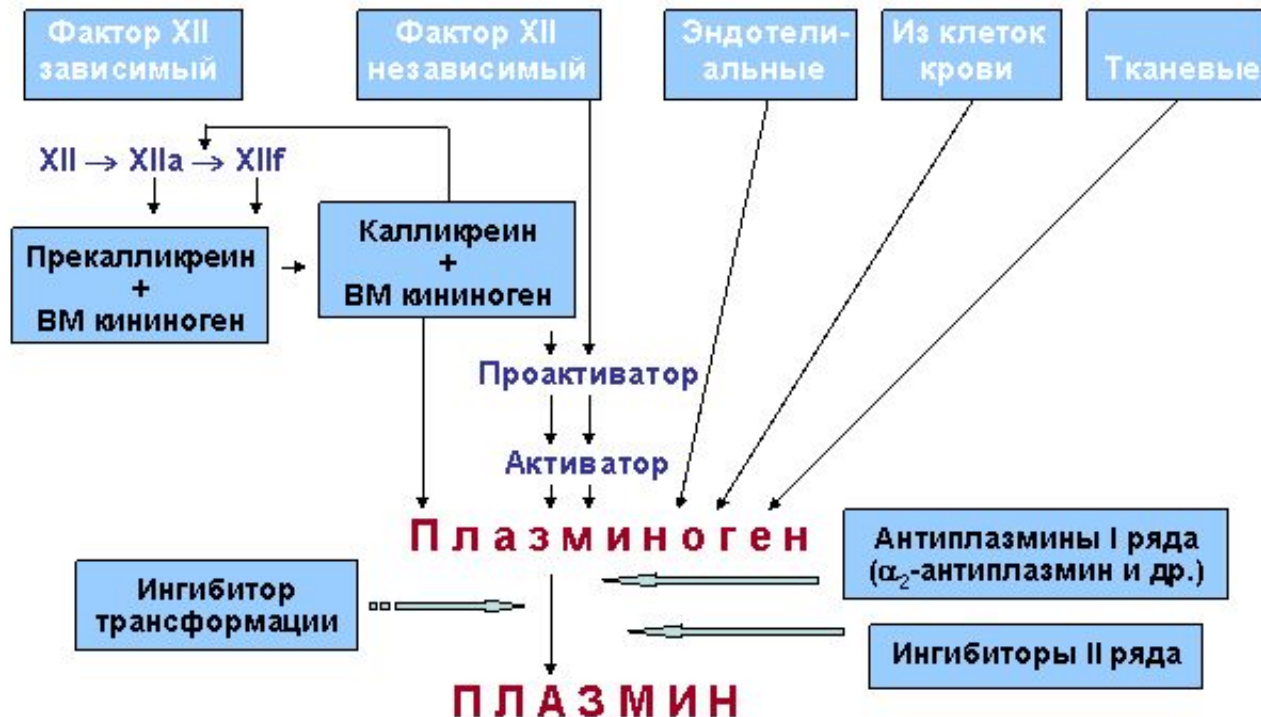 Фактор XII
зависимый
Фактор XII
независимый
Эндотели-
альные
Из клеток
крови
Тканевые
XII → XIIa → XIIf
Прекалликреин
+
ВМ кининоген
Калликреин
+
ВМ кининоген
Проактиватор
Активатор
Плазминоген
Антиплазмины I ряда
(α₂-антиплазмин и др.)
Ингибитор
трансформации
Ингибиторы II ряда
ПЛАЗМИН